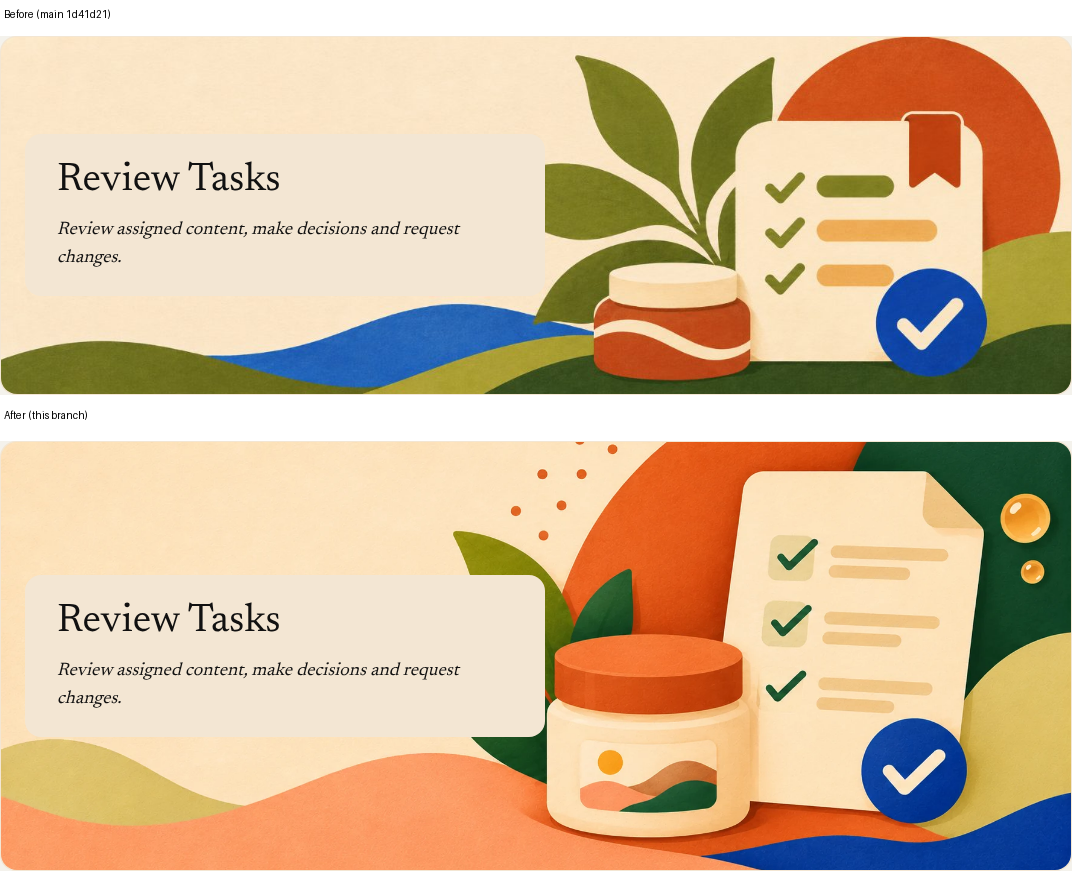 Before (main 1d41d21)
Review Tasks
Review assigned content, make decisions and request
changes.
After (this branch)
Review Tasks
Review assigned content, make decisions and request
changes.